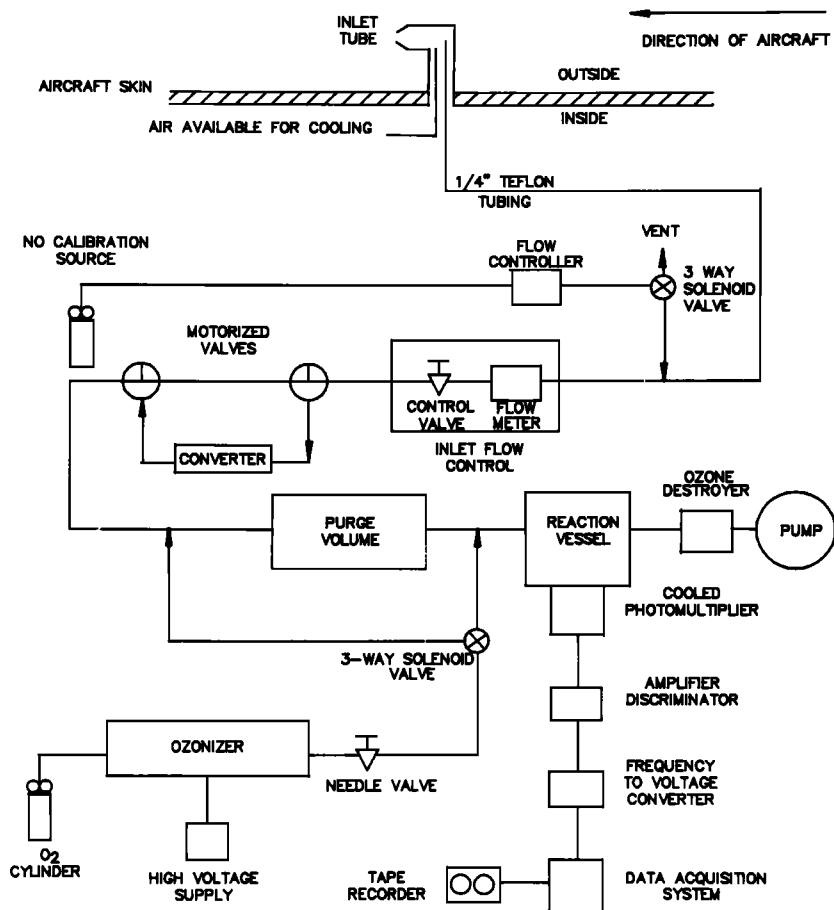 INLET
TUBE
DIRECTION OF AIRCRAFT
OUTSIDE
AIRCRAFT SKIN
INSIDE
AIR AVAILABLE FOR COOLING
1/4" TEFLON
TUBING
NO CALIBRATION
SOURCE
FLOW
CONTROLLER
VENT
3 WAY
SOLENOID
VALVE
MOTORIZED
VALVES
CONTROL
VALVE
FLOW
METER
INLET FLOW
CONTROL
CONVERTER
OZONE
DESTROYER
PURGE
VOLUME
REACTION
VESSEL
PUMP
COOLED
PHOTOMULTIPLIER
3-WAY SOLENOID
VALVE
AMPLIFIER
DISCRIMINATOR
OZONIZER
NEEDLE VALVE
FREQUENCY
TO VOLTAGE
CONVERTER
O2
CYLINDER
HIGH VOLTAGE
SUPPLY
TAPE
RECORDER
DATA ACQUISITION
SYSTEM